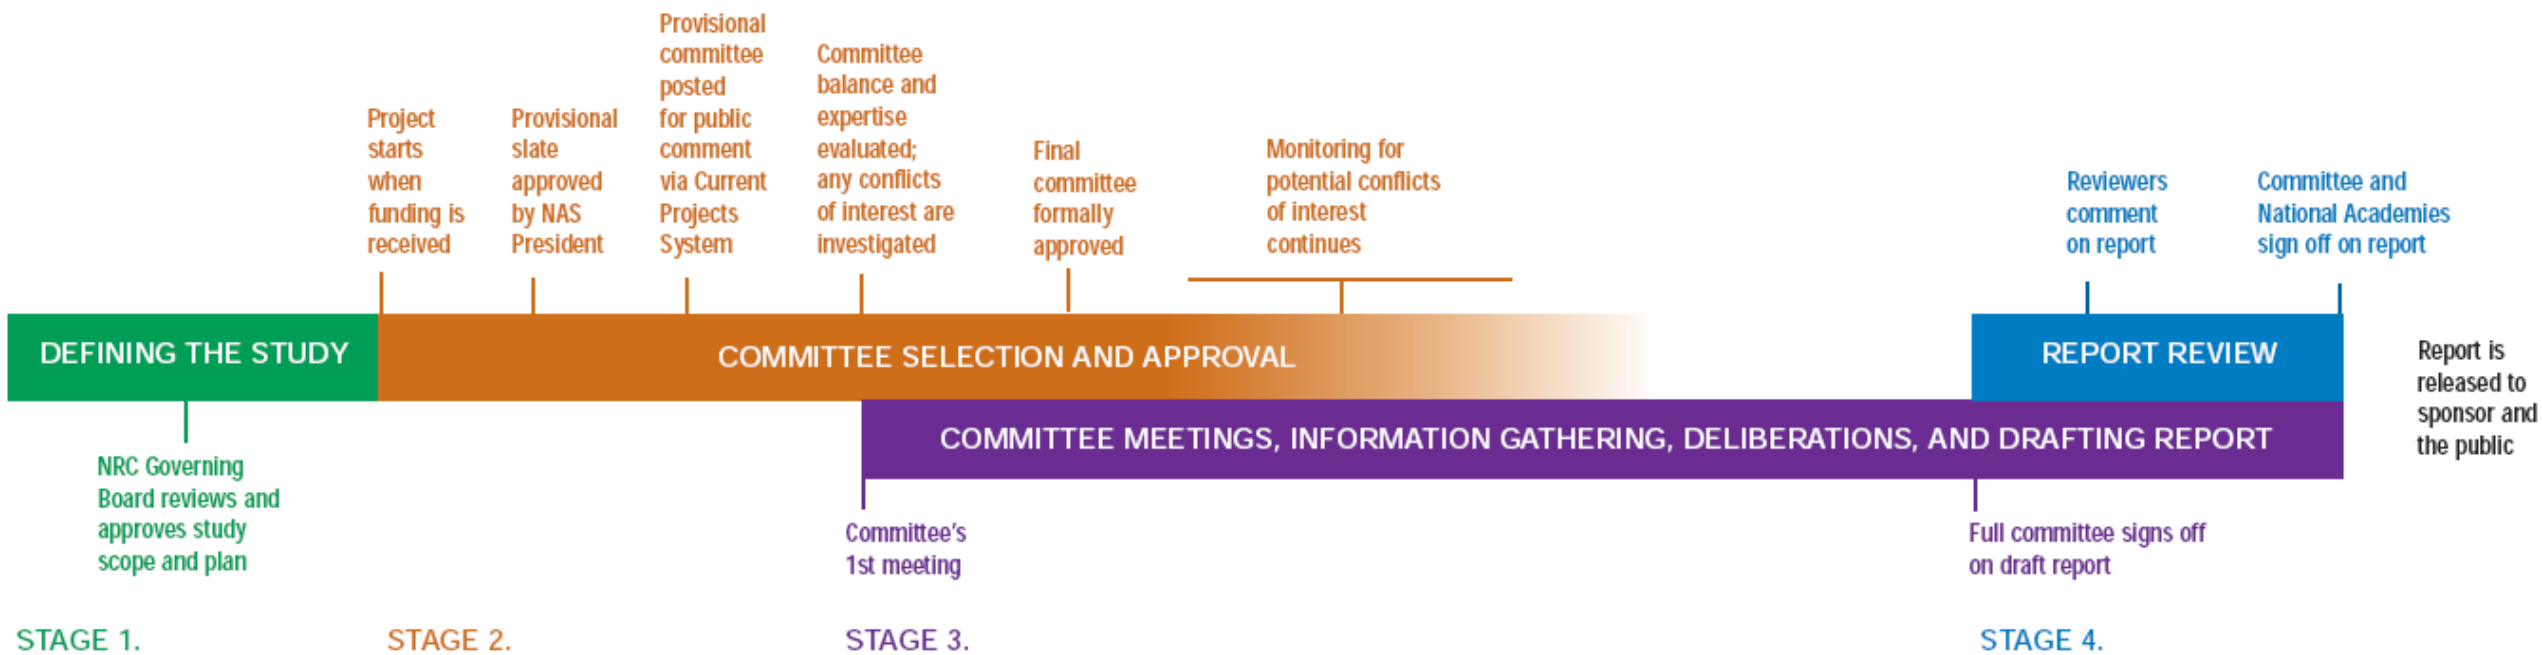 Project
starts
when
funding is
received
Provisional
slate
approved
by NAS
President
Provisional
committee
posted
for public
comment
via Current
Projects
System
Committee
balance and
expertise
evaluated;
any conflicts
of interest are
investigated
Final
committee
formally
approved
Monitoring for
potential conflicts
of interest
continues
Reviewers
comment
on report
Committee and
National Academies
sign off on report
DEFINING THE STUDY
COMMITTEE SELECTION AND APPROVAL
REPORT REVIEW
Report is
released to
sponsor and
the public
COMMITTEE MEETINGS, INFORMATION GATHERING, DELIBERATIONS, AND DRAFTING REPORT
NRC Governing
Board reviews and
approves study
scope and plan
Committee's
1st meeting
Full committee signs off
on draft report
STAGE 1.
STAGE 2.
STAGE 3.
STAGE 4.